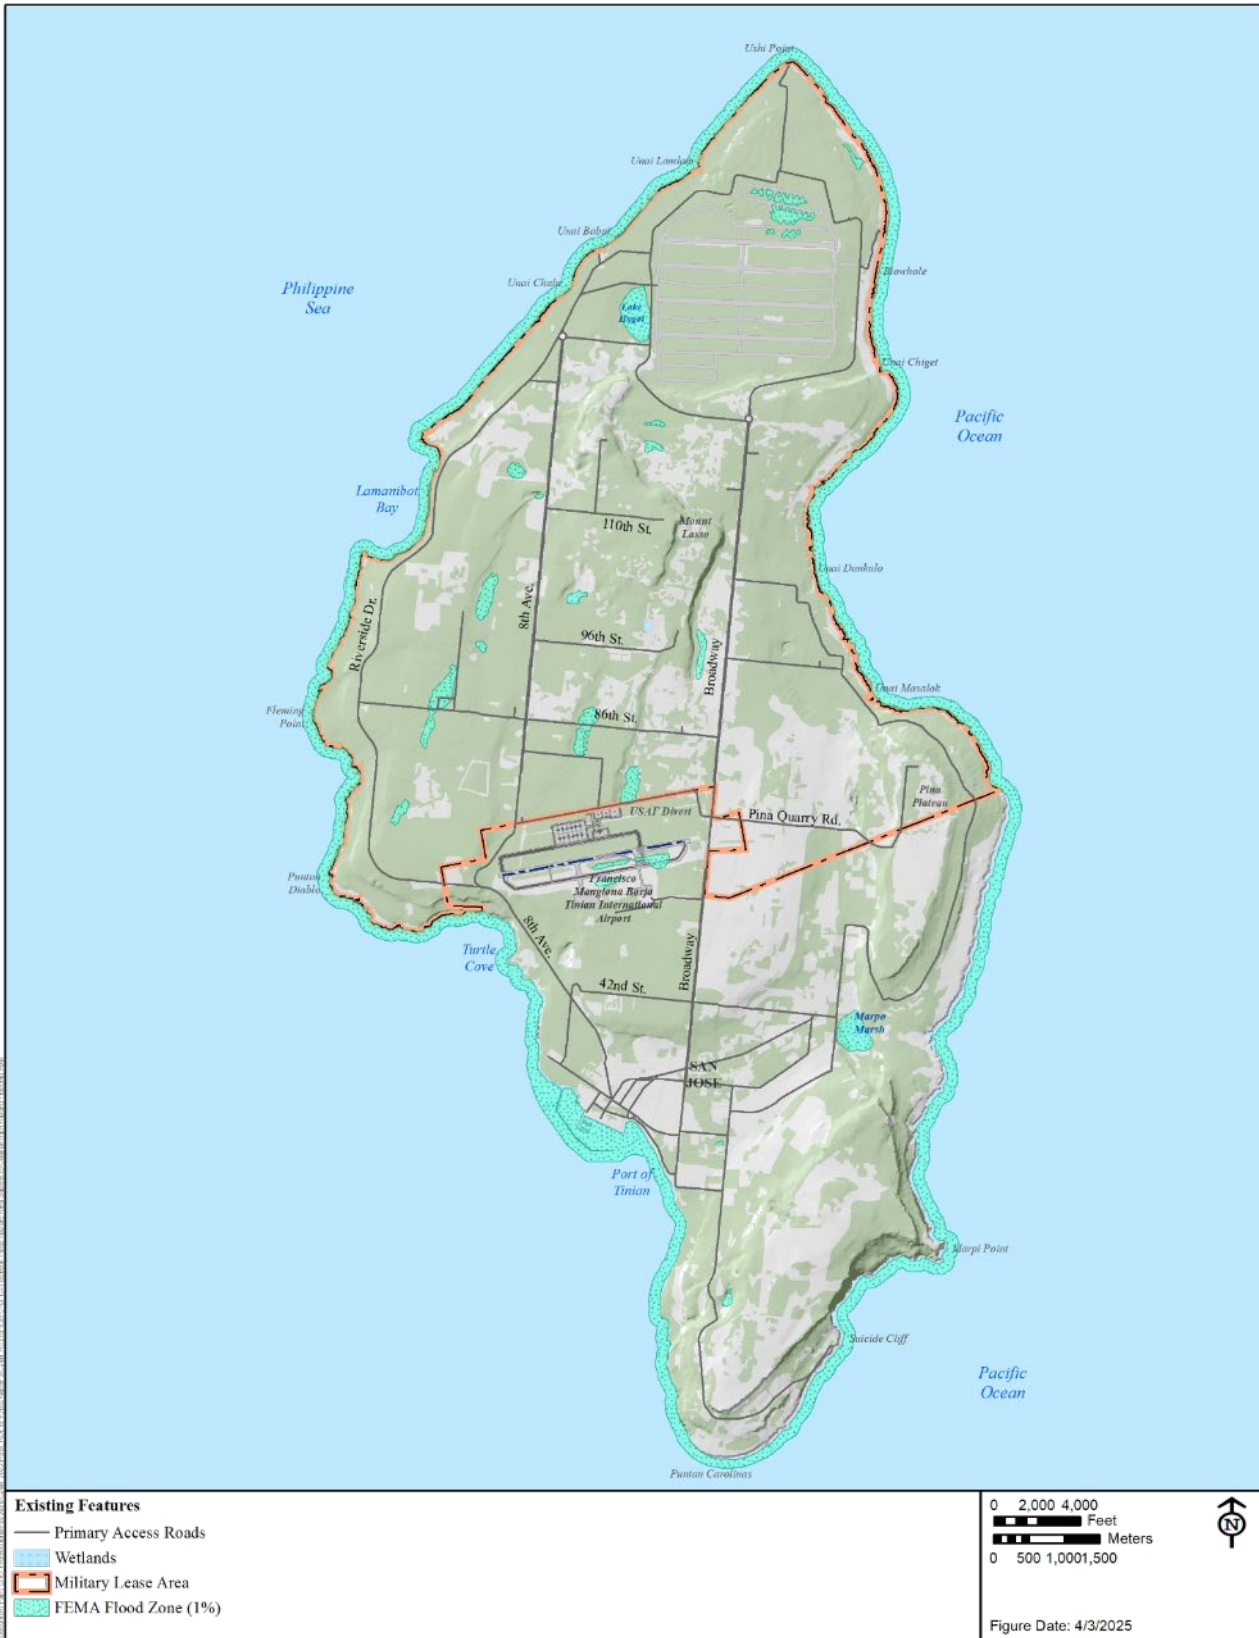 Ushi Point
Unai Lamlam
Unai Babui
Philippine
Sea
Unai Chulu
Blowhole
Lake
Hagoi
Unai Chiget
Pacific
Ocean
Lamanibot
Bay
110th St.
Mount
Lasso
Unai Dankulo
8th Ave.
Riverside Dr.
96th St.
Broadway
Unai Masalok
Fleming
Point
86th St.
Pina
Plateau
USAF Divert
Pina Quarry Rd.
Puntan
Diablo
Francisco
Manglona Borja
Tinian International
Airport
8th Ave.
Turtle
Cove
Broadway
42nd St.
Marpo
Marsh
SAN
JOSE
Port of
Tinian
Marpi Point
Suicide Cliff
Pacific
Ocean
Puntan Carolinas
Existing Features
Primary Access Roads
Wetlands
Military Lease Area
FEMA Flood Zone (1%)
0 2,000 4,000
Feet
Meters
0 500 1,0001,500
N
Figure Date: 4/3/2025